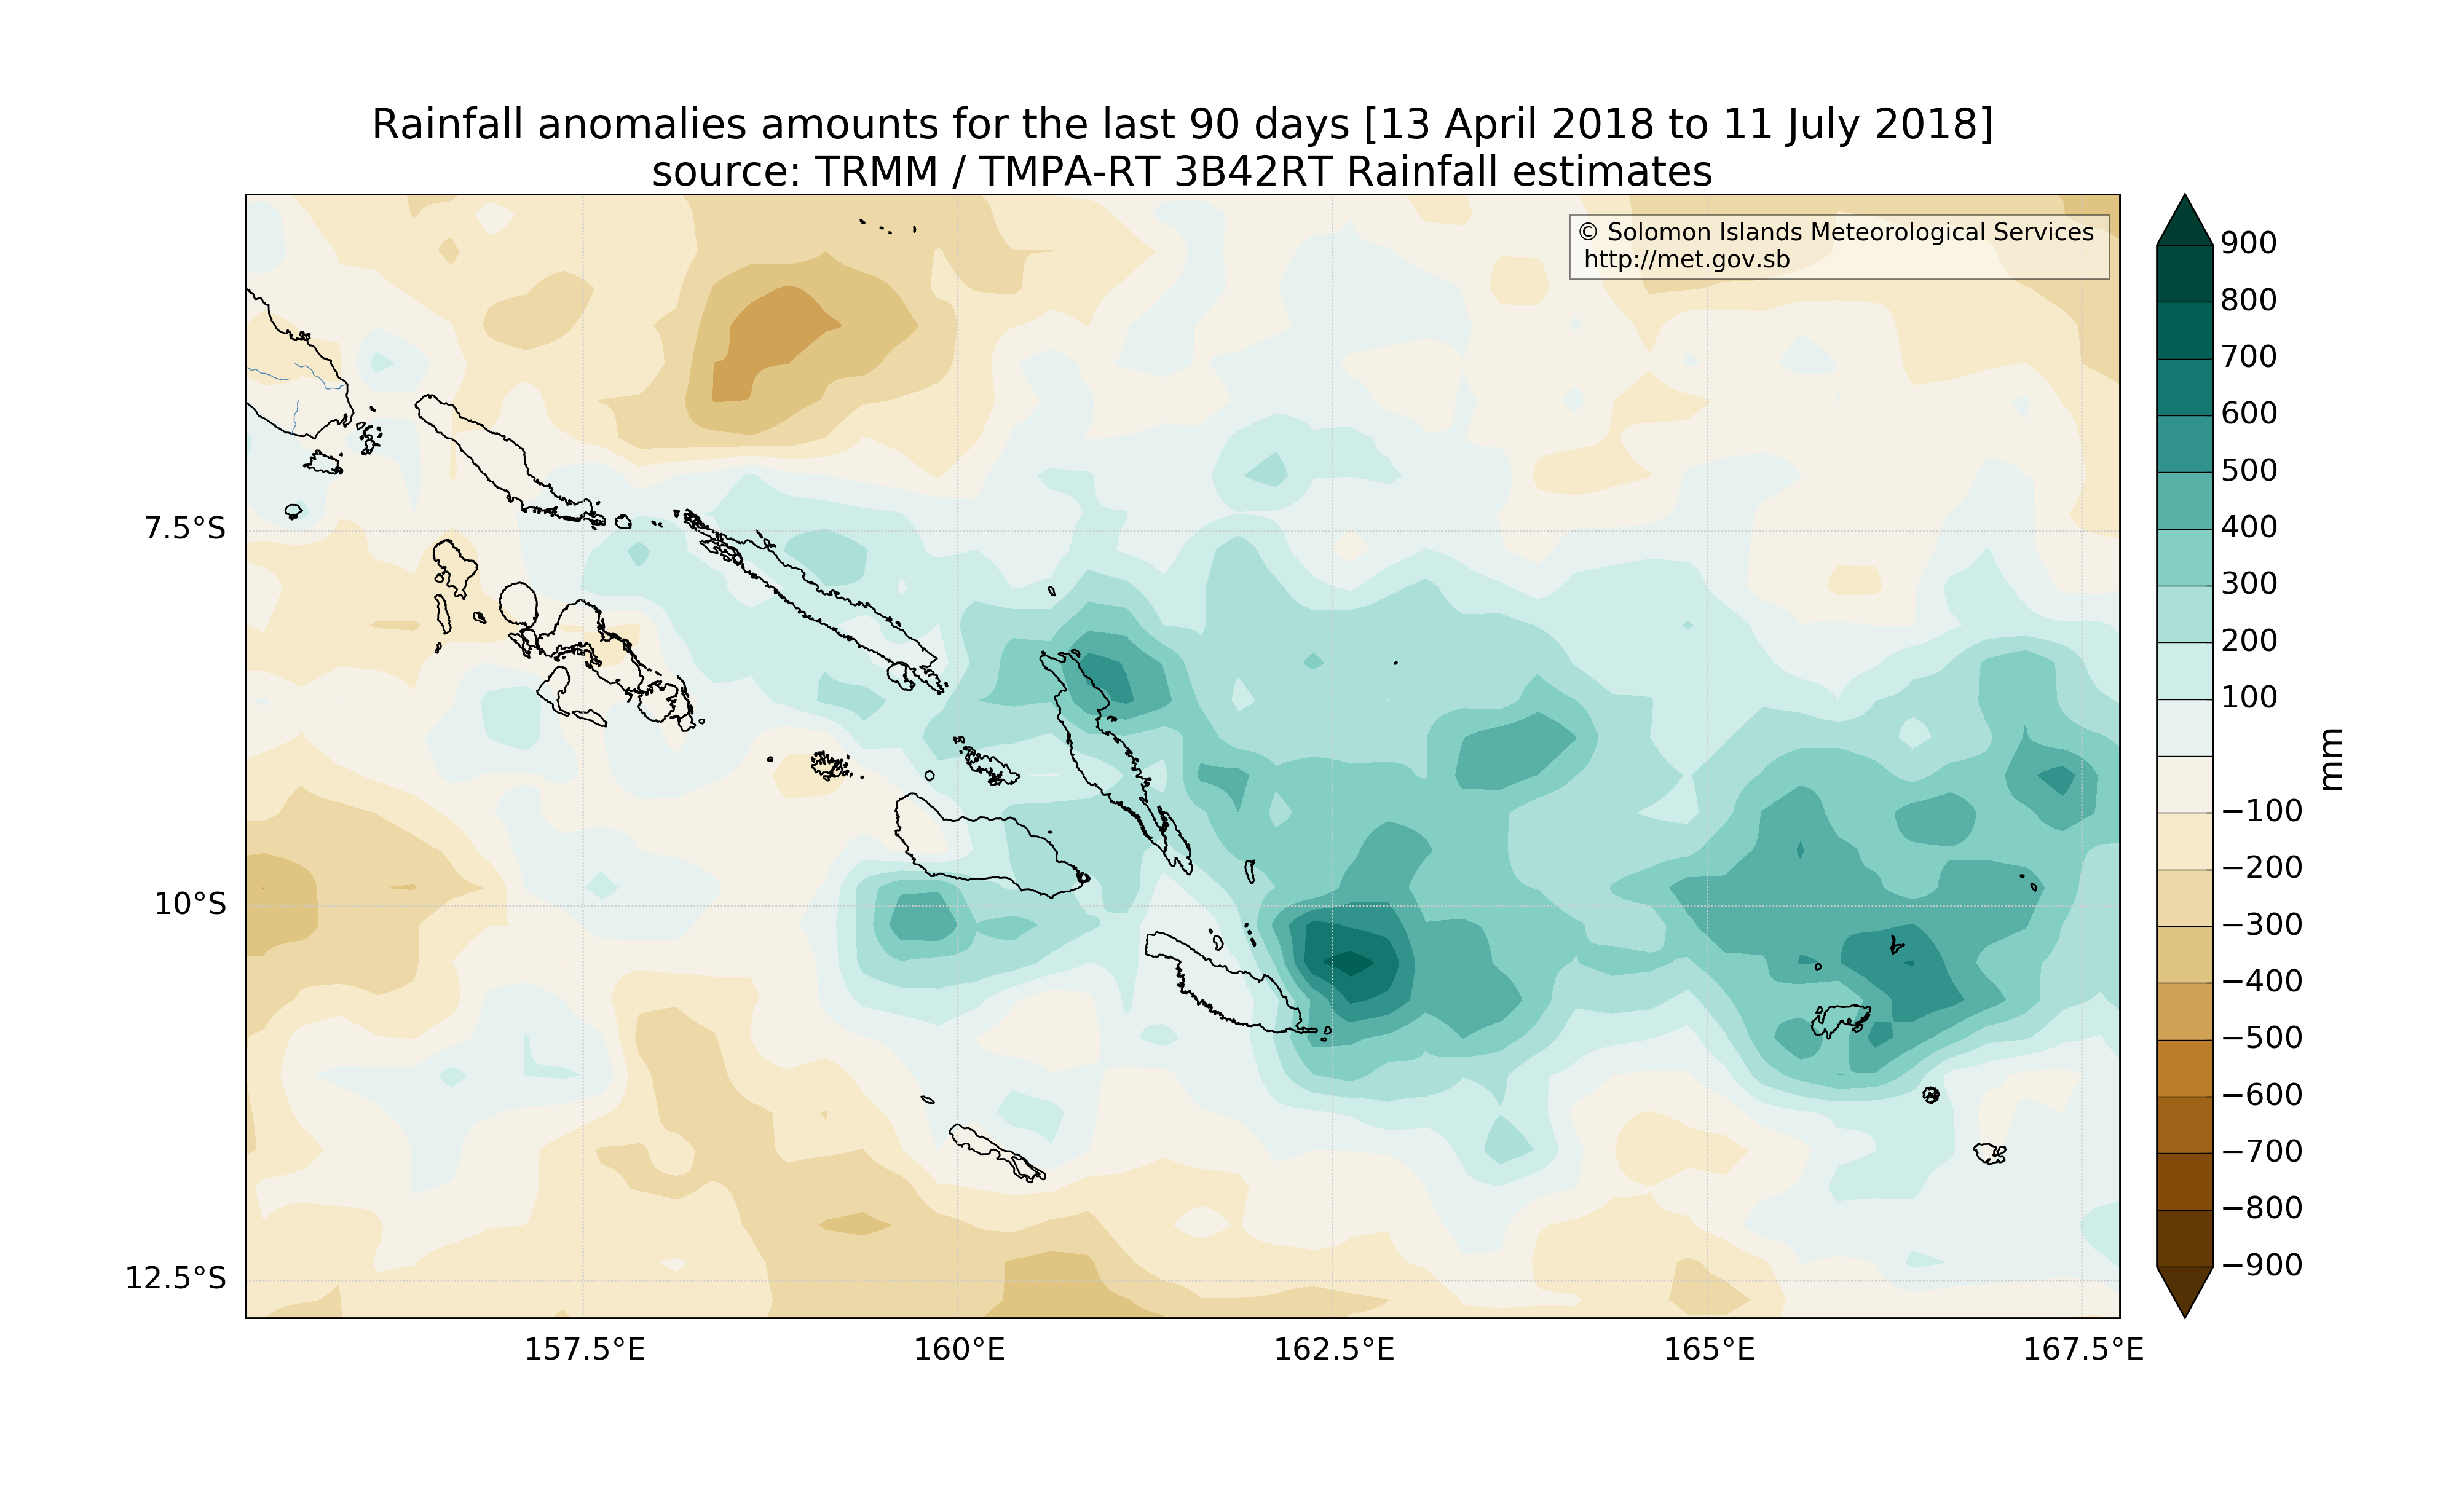 Rainfall anomalies amounts for the last 90 days [13 April 2018 to 11 July 2018]
source: TRMM / TMPA-RT 3B42RT Rainfall estimates
© Solomon Islands Meteorological Services
http://met.gov.sb
7.5°S
10°S
12.5°S
157.5°E
160°E
162.5°E
165°E
167.5°E
900
800
700
600
500
400
300
200
100
−100
−200
−300
−400
−500
−600
−700
−800
−900
mm